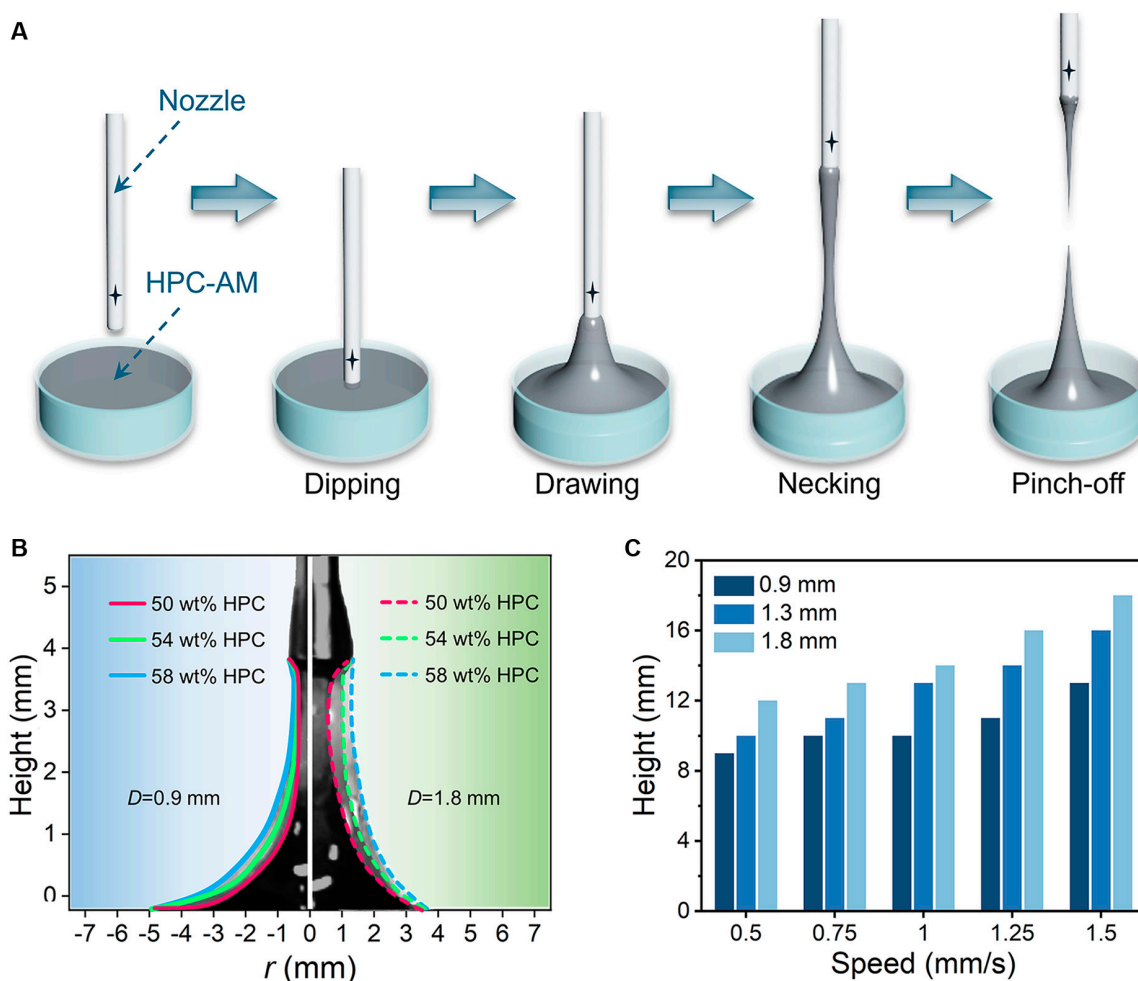 A
Nozzle
HPC-AM
Dipping
Drawing
Necking
Pinch-off
B
Height (mm)
5
4
3
2
1
0
50 wt% HPC
54 wt% HPC
58 wt% HPC
50 wt% HPC
54 wt% HPC
58 wt% HPC
D=0.9 mm
D=1.8 mm
-7 -6 -5 -4 -3 -2 -1 0 1 2 3 4 5 6 7
r (mm)
C
Height (mm)
20
16
12
8
4
0
0.9 mm
1.3 mm
1.8 mm
0.5 0.75 1 1.25 1.5
Speed (mm/s)